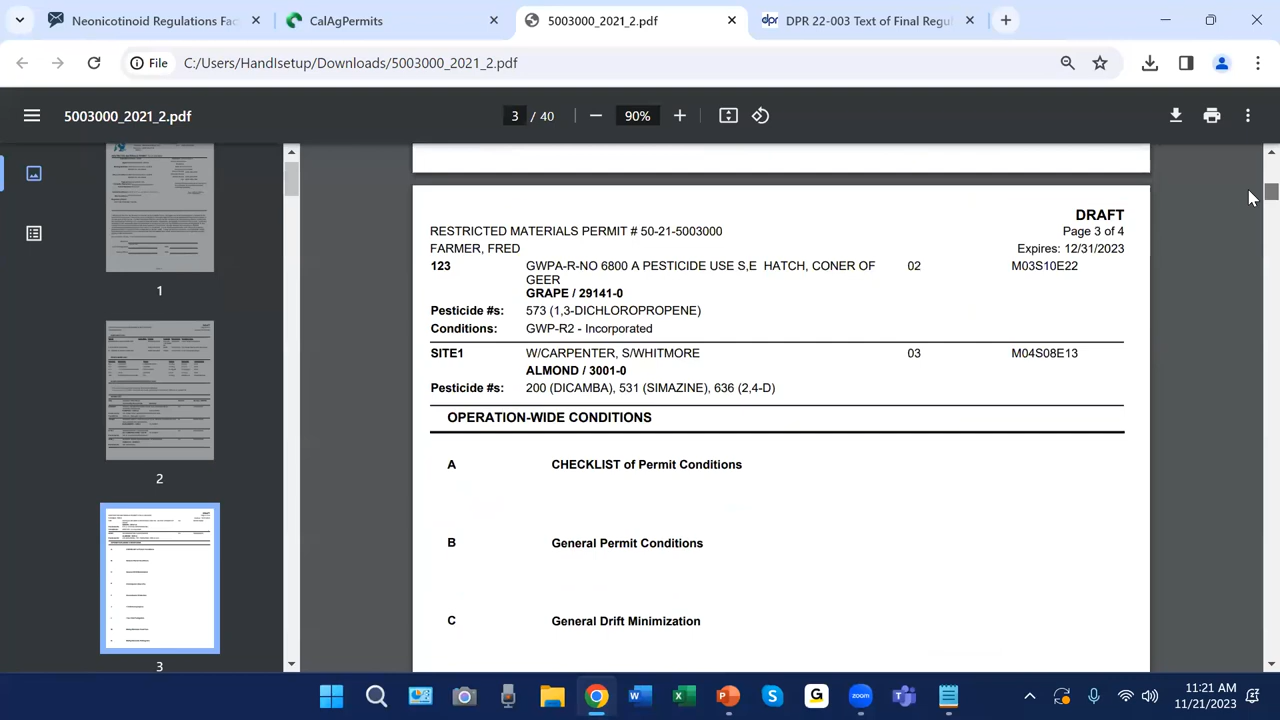 Neonicotinoid Regulations Fac
CalAgPermits
5003000_2021_2.pdf
dpr DPR 22-003 Text of Final Regul
File C:/Users/HandIsetup/Downloads/5003000_2021_2.pdf
5003000_2021_2.pdf 3 / 40 90%
1
2
3
DRAFT
RESTRICTED MATERIALS PERMIT # 50-21-5003000 Page 3 of 4
FARMER, FRED Expires: 12/31/2023
123 GWPA-R-NO 6800 A PESTICIDE USE S,E HATCH, CONER OF 02 M03S10E22
GEER
GRAPE / 29141-0
Pesticide #s: 573 (1,3-DICHLOROPROPENE)
Conditions: GWP-R2 - Incorporated
SITE1 W.CARPENTER, S/WHITMORE 03 M04S08E13
ALMOND / 3001-0
Pesticide #s: 200 (DICAMBA), 531 (SIMAZINE), 636 (2,4-D)
OPERATION-WIDE CONDITIONS
A CHECKLIST of Permit Conditions
B General Permit Conditions
C General Drift Minimization
zoom
11:21 AM
11/21/2023